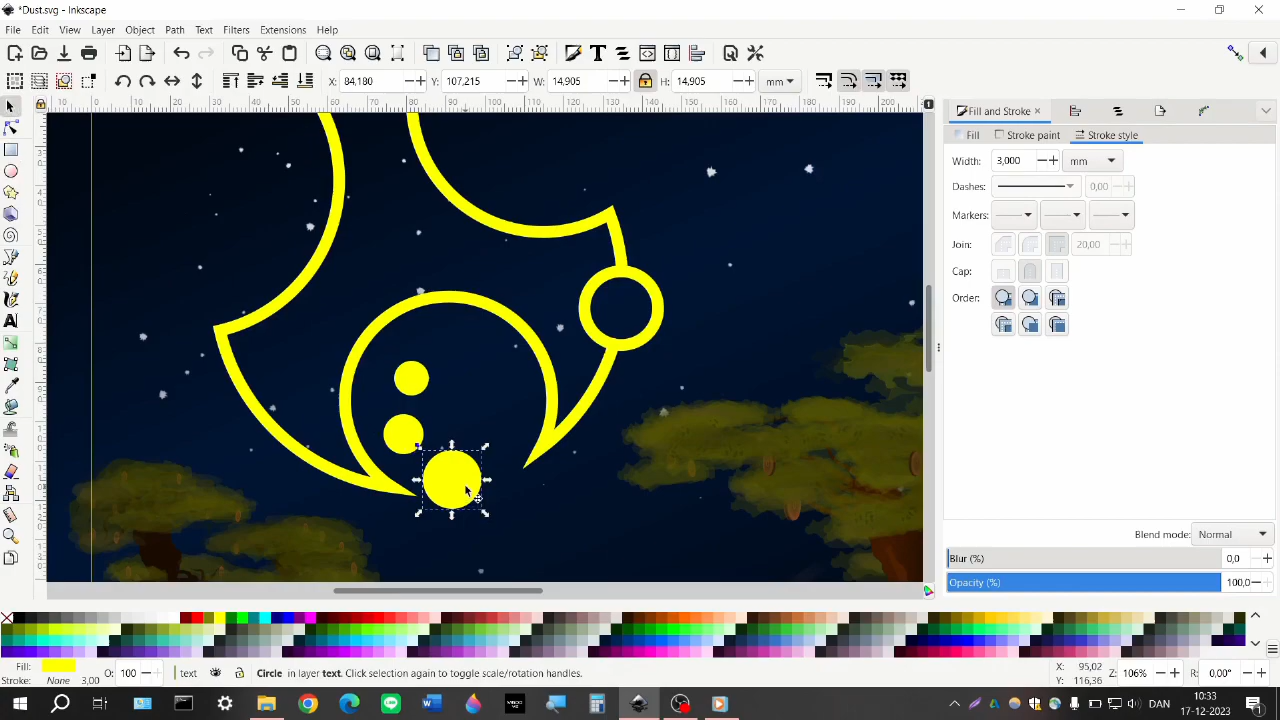 *Dust.svg - Inkscape
File Edit View Layer Object Path Text Filters Extensions Help
X: 84,180 Y: 107,215 W: 14,905 H: 14,905 mm
Fill and Stroke
Fill Stroke paint Stroke style
Width: 3,000 mm
Dashes: 0,00
Markers:
Join: 20,00
Cap:
Order:
Blend mode: Normal
Blur (%) 0,0
Opacity (%) 100,0
Fill: O: 100 text Circle in layer text. Click selection again to toggle scale/rotation handles. X: 95,02 Z: 106% R: 0,00°
Stroke: None 3,00 Y: 116,36
DAN 10:33
17-12-2023